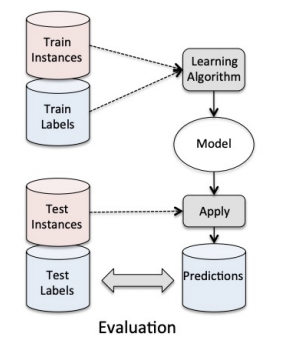 Train
Instances
Learning
Algorithm
Train
Labels
Model
Test
Instances
Apply
Test
Labels
Predictions
Evaluation